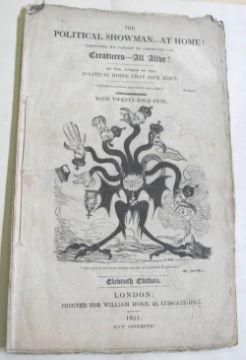 THE
POLITICAL SHOWMAN—AT HOME!
EXHIBITING HIS CABINET OF CURIOSITIES AND
Creatures—All Alive!
BY THE AUTHOR OF THE
POLITICAL HOUSE THAT JACK BUILT.
WITH TWENTY-FOUR CUTS.
Eleventh Edition.
LONDON:
PRINTED FOR WILLIAM HONE, 45, LUDGATE-HILL.
1821.